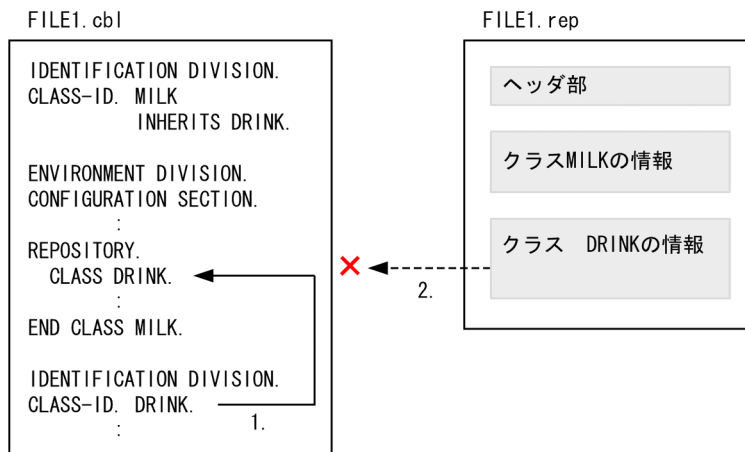 FILE1.cbl
IDENTIFICATION DIVISION.
CLASS-ID. MILK
INHERITS DRINK.
ENVIRONMENT DIVISION.
CONFIGURATION SECTION.
:
REPOSITORY.
CLASS DRINK.
:
END CLASS MILK.
IDENTIFICATION DIVISION.
CLASS-ID. DRINK.
:
1.
2.
FILE1.rep
ヘッダ部
クラスMILKの情報
クラス　DRINKの情報